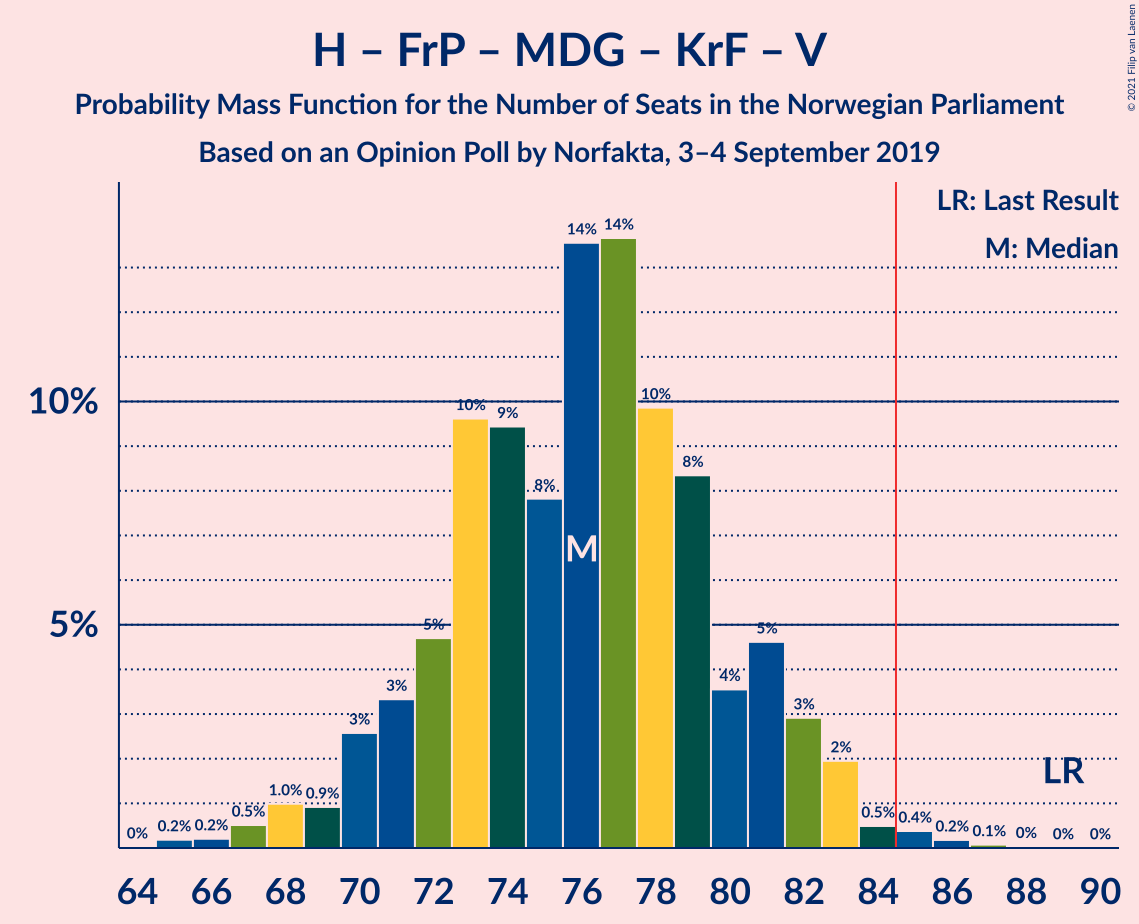 H – FrP – MDG – KrF – V
Probability Mass Function for the Number of Seats in the Norwegian Parliament
Based on an Opinion Poll by Norfakta, 3–4 September 2019
© 2021 Filip van Laenen
LR: Last Result
M: Median
10%
5%
0% 0.2% 0.2% 0.5% 1.0% 0.9% 3% 3% 5% 10% 9% 8% 14% 14% 10% 8% 4% 5% 3% 2% 0.5% 0.4% 0.2% 0.1% 0% 0% 0%
M
LR
64 66 68 70 72 74 76 78 80 82 84 86 88 90